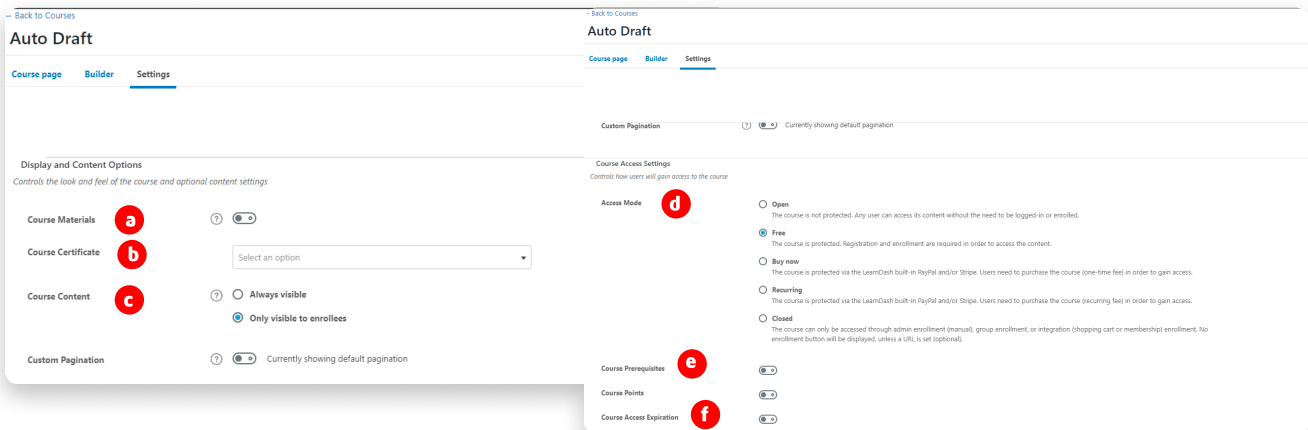 ← Back to Courses
Auto Draft
Course page Builder Settings
Display and Content Options
Controls the look and feel of the course and optional content settings
Course Materials a ?
Course Certificate b Select an option
Course Content c ? Always visible
Only visible to enrollees
Custom Pagination ? Currently showing default pagination
← Back to Courses
Auto Draft
Course page Builder Settings
Custom Pagination ? Currently showing default pagination
Course Access Settings
Controls how users will gain access to the course
Access Mode d Open
The course is not protected. Any user can access its content without the need to be logged-in or enrolled.
Free
The course is protected. Registration and enrollment are required in order to access the content.
Buy now
The course is protected via the LearnDash built-in PayPal and/or Stripe. Users need to purchase the course (one-time fee) in order to gain access.
Recurring
The course is protected via the LearnDash built-in PayPal and/or Stripe. Users need to purchase the course (recurring fee) in order to gain access.
Closed
The course can only be accessed through admin enrollment (manual), group enrollment, or integration (shopping cart or membership) enrollment. No
enrollment button will be displayed, unless a URL is set (optional).
Course Prerequisites e
Course Points
Course Access Expiration f